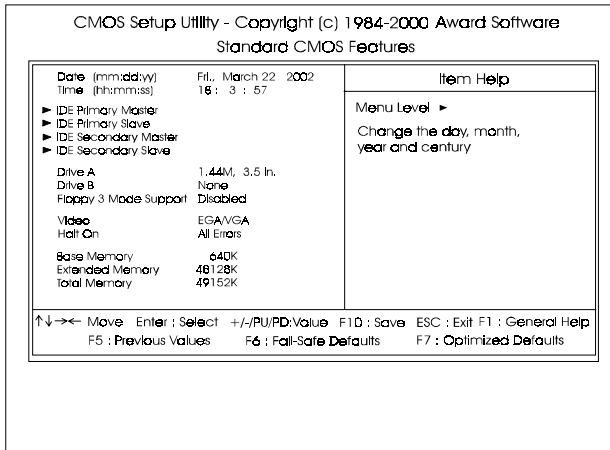 CMOS Setup Utility - Copyright (c) 1984-2000 Award Software
Standard CMOS Features
Date (mm:dd:yy) Fri., March 22 2002
Time (hh:mm:ss) 16 : 3 : 57
► IDE Primary Master
► IDE Primary Slave
► IDE Secondary Master
► IDE Secondary Slave
Drive A 1.44M, 3.5 In.
Drive B None
Floppy 3 Mode Support Disabled
Video EGA/VGA
Halt On All Errors
Base Memory 640K
Extended Memory 48128K
Total Memory 49152K
Item Help
Menu Level ►
Change the day, month,
year and century
↑↓→← Move Enter : Select +/-/PU/PD:Value F10 : Save ESC : Exit F1 : General Help
F5 : Previous Values F6 : Fail-Safe Defaults F7 : Optimized Defaults